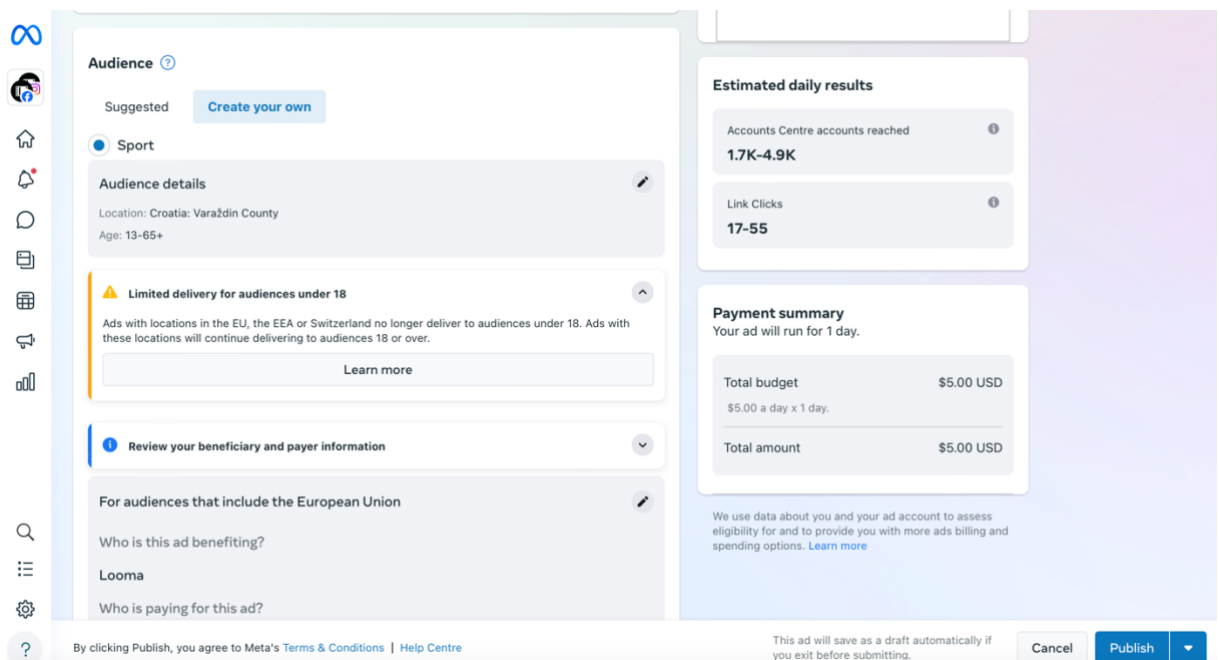 Audience
Suggested
Create your own
Sport
Audience details
Location: Croatia: Varaždin County
Age: 13-65+
Limited delivery for audiences under 18
Ads with locations in the EU, the EEA or Switzerland no longer deliver to audiences under 18. Ads with
these locations will continue delivering to audiences 18 or over.
Learn more
Review your beneficiary and payer information
For audiences that include the European Union
Who is this ad benefiting?
Looma
Who is paying for this ad?
Estimated daily results
Accounts Centre accounts reached
1.7K-4.9K
Link Clicks
17-55
Payment summary
Your ad will run for 1 day.
Total budget
$5.00 USD
$5.00 a day x 1 day.
Total amount
$5.00 USD
We use data about you and your ad account to assess
eligibility for and to provide you with more ads billing and
spending options. Learn more
By clicking Publish, you agree to Meta's Terms & Conditions | Help Centre
This ad will save as a draft automatically if
you exit before submitting.
Cancel
Publish